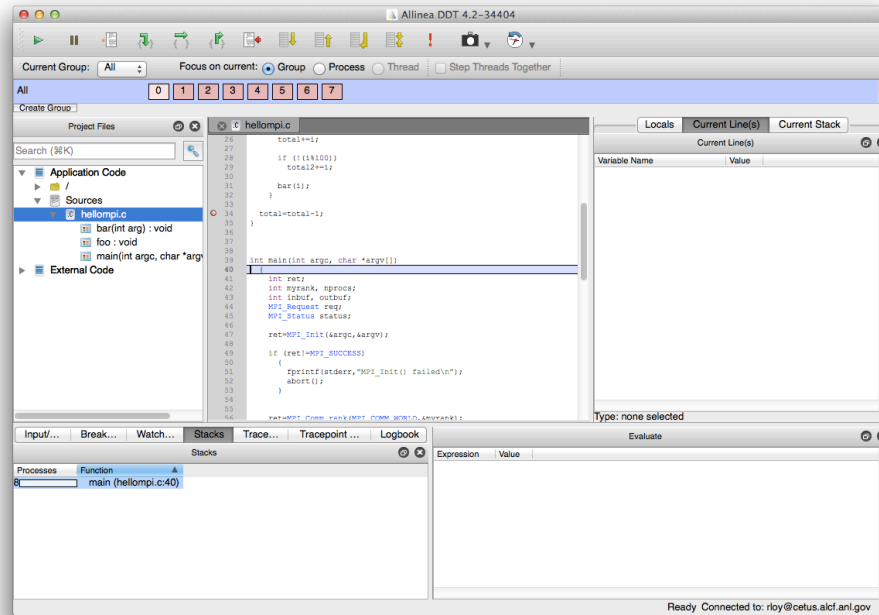 Allinea DDT 4.2-34404
Current Group: All Focus on current: Group Process Thread Step Threads Together
All 0 1 2 3 4 5 6 7
Create Group
Project Files
Search (⌘K)
Application Code
/
Sources
hellompi.c
bar(int arg) : void
foo : void
main(int argc, char *argv
External Code
hellompi.c
26 total+=1;
27
28 if (!(i%100))
29 total2+=1;
30
31 bar(i);
32 }
33
34 total=total-1;
35 }
36
37
38
39 int main(int argc, char *argv[])
40 {
41 int ret;
42 int myrank, nprocs;
43 int inbuf, outbuf;
44 MPI_Request req;
45 MPI_Status status;
46
47 ret=MPI_Init(&argc,&argv);
48
49 if (ret!=MPI_SUCCESS)
50 {
51 fprintf(stderr,"MPI_Init() failed\n");
52 abort();
53 }
54
55
56 ret=MPI_Comm_rank(MPI_COMM_WORLD,&myrank);
Locals Current Line(s) Current Stack
Current Line(s)
Variable Name Value
Type: none selected
Input/... Break... Watch... Stacks Trace... Tracepoint ... Logbook
Stacks
Processes Function
8 main (hellompi.c:40)
Evaluate
Expression Value
Ready Connected to: rloy@cetus.alcf.anl.gov